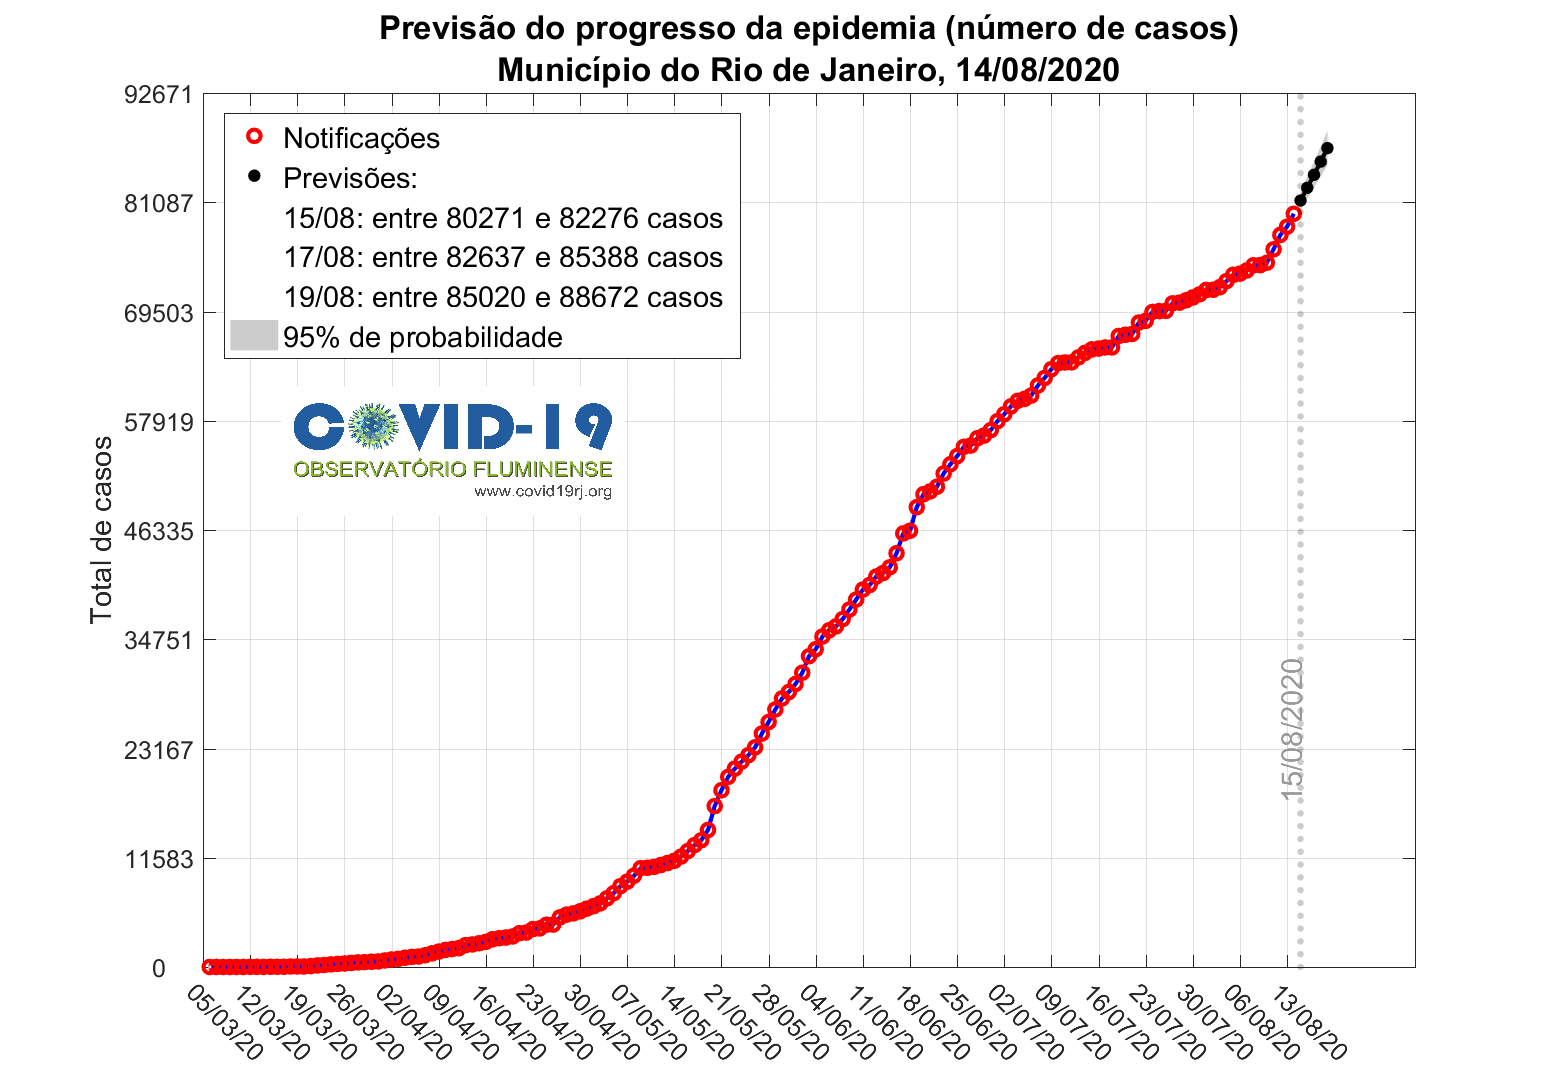 Previsão do progresso da epidemia (número de casos)
Município do Rio de Janeiro, 14/08/2020
92671
81087
69503
57919
46335
34751
23167
11583
0
Total de casos
Notificações
Previsões:
15/08: entre 80271 e 82276 casos
17/08: entre 82637 e 85388 casos
19/08: entre 85020 e 88672 casos
95% de probabilidade
COVID-19
OBSERVATÓRIO FLUMINENSE
www.covid19rj.org
15/08/2020
05/03/20
12/03/20
19/03/20
26/03/20
02/04/20
09/04/20
16/04/20
23/04/20
30/04/20
07/05/20
14/05/20
21/05/20
28/05/20
04/06/20
11/06/20
18/06/20
25/06/20
02/07/20
09/07/20
16/07/20
23/07/20
30/07/20
06/08/20
13/08/20